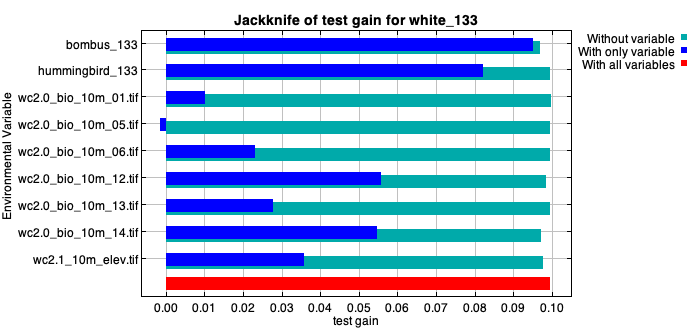 Jackknife of test gain for white_133
Without variable
With only variable
With all variables
Environmental Variable
bombus_133
hummingbird_133
wc2.0_bio_10m_01.tif
wc2.0_bio_10m_05.tif
wc2.0_bio_10m_06.tif
wc2.0_bio_10m_12.tif
wc2.0_bio_10m_13.tif
wc2.0_bio_10m_14.tif
wc2.1_10m_elev.tif
0.00 0.01 0.02 0.03 0.04 0.05 0.06 0.07 0.08 0.09 0.10
test gain